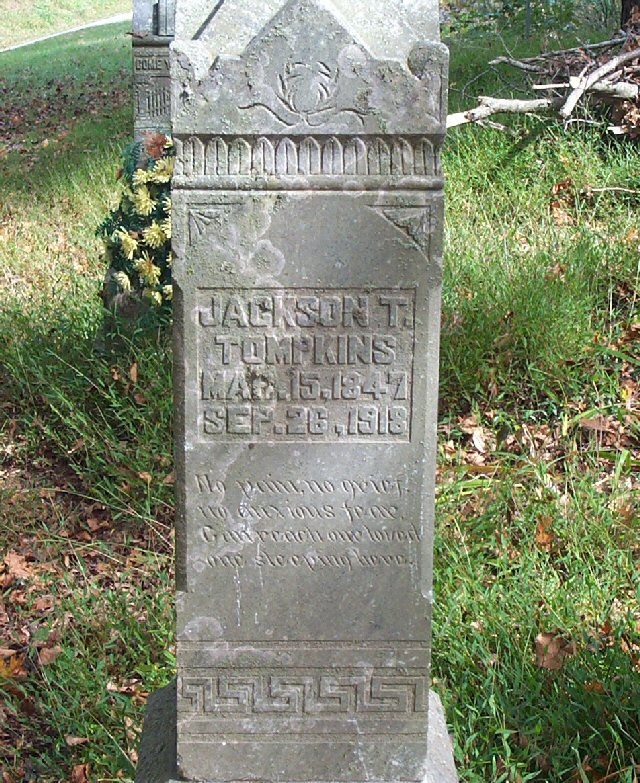 COME Y
JACKSON T.
TOMPKINS
MAR. 15, 1847
SEP. 26, 1918
No pain, no grief,
no anxious fear,
Can reach our loved
one sleeping here.